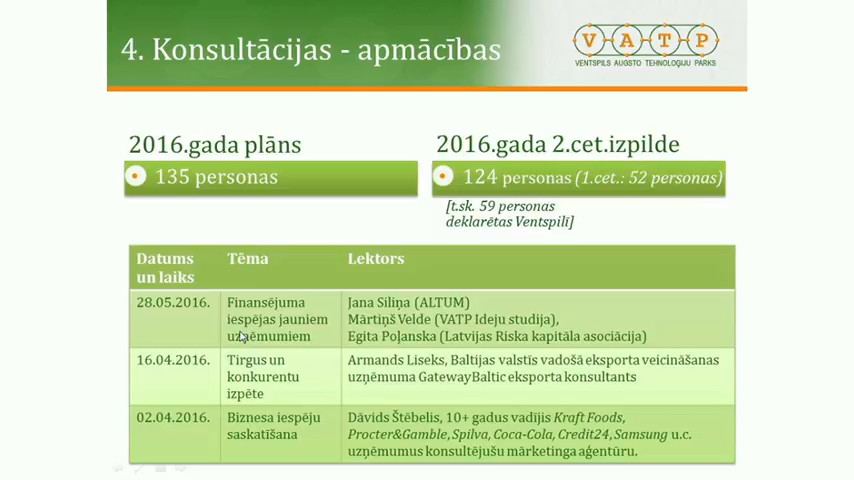 4. Konsultācijas - apmācības
V A T P
VENTSPILS AUGSTO TEHNOLOĢIJU PARKS
2016.gada plāns
135 personas
2016.gada 2.cet.izpilde
124 personas (1.cet.: 52 personas)
[t.sk. 59 personas
deklarētas Ventspilī]
Datums
un laiks
Tēma
Lektors
28.05.2016.
Finansējuma
iespējas jauniem
uzņēmumiem
Jana Siliņa (ALTUM)
Mārtiņš Velde (VATP Ideju studija),
Egita Poļanska (Latvijas Riska kapitāla asociācija)
16.04.2016.
Tirgus un
konkurentu
izpēte
Armands Liseks, Baltijas valstīs vadošā eksporta veicināšanas
uzņēmuma GatewayBaltic eksporta konsultants
02.04.2016.
Biznesa iespēju
saskatīšana
Dāvids Štēbelis, 10+ gadus vadījis Kraft Foods,
Procter&Gamble, Spilva, Coca-Cola, Credit24, Samsung u.c.
uzņēmumus konsultējušu mārketinga aģentūru.